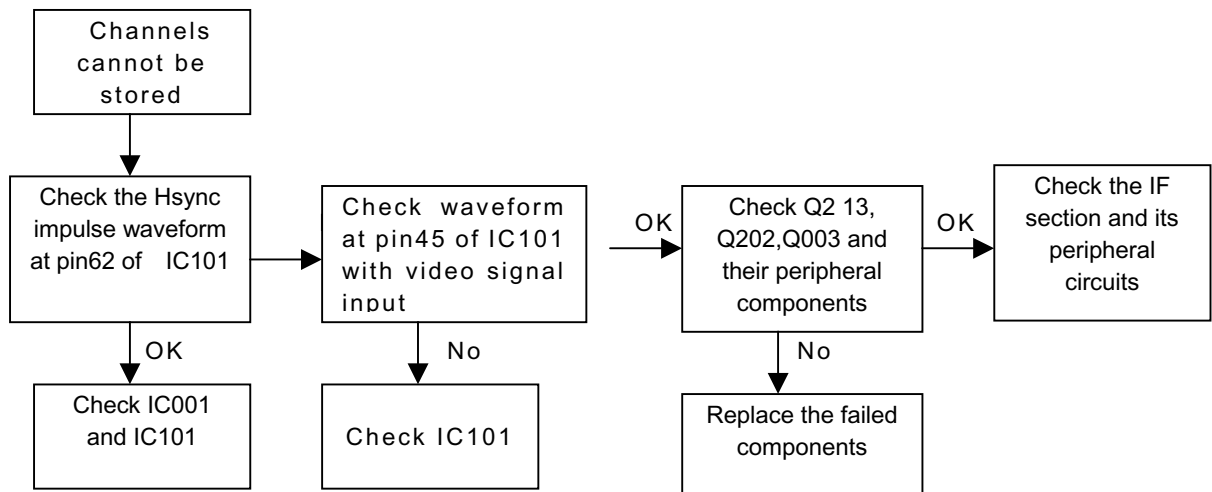 Channels
cannot be
stored
Check the Hsync
impulse waveform
at pin62 of IC101
OK
Check IC001
and IC101
Check waveform
at pin45 of IC101
with video signal
input
No
Check IC101
OK
Check Q2 13,
Q202,Q003 and
their peripheral
components
No
Replace the failed
components
OK
Check the IF
section and its
peripheral
circuits